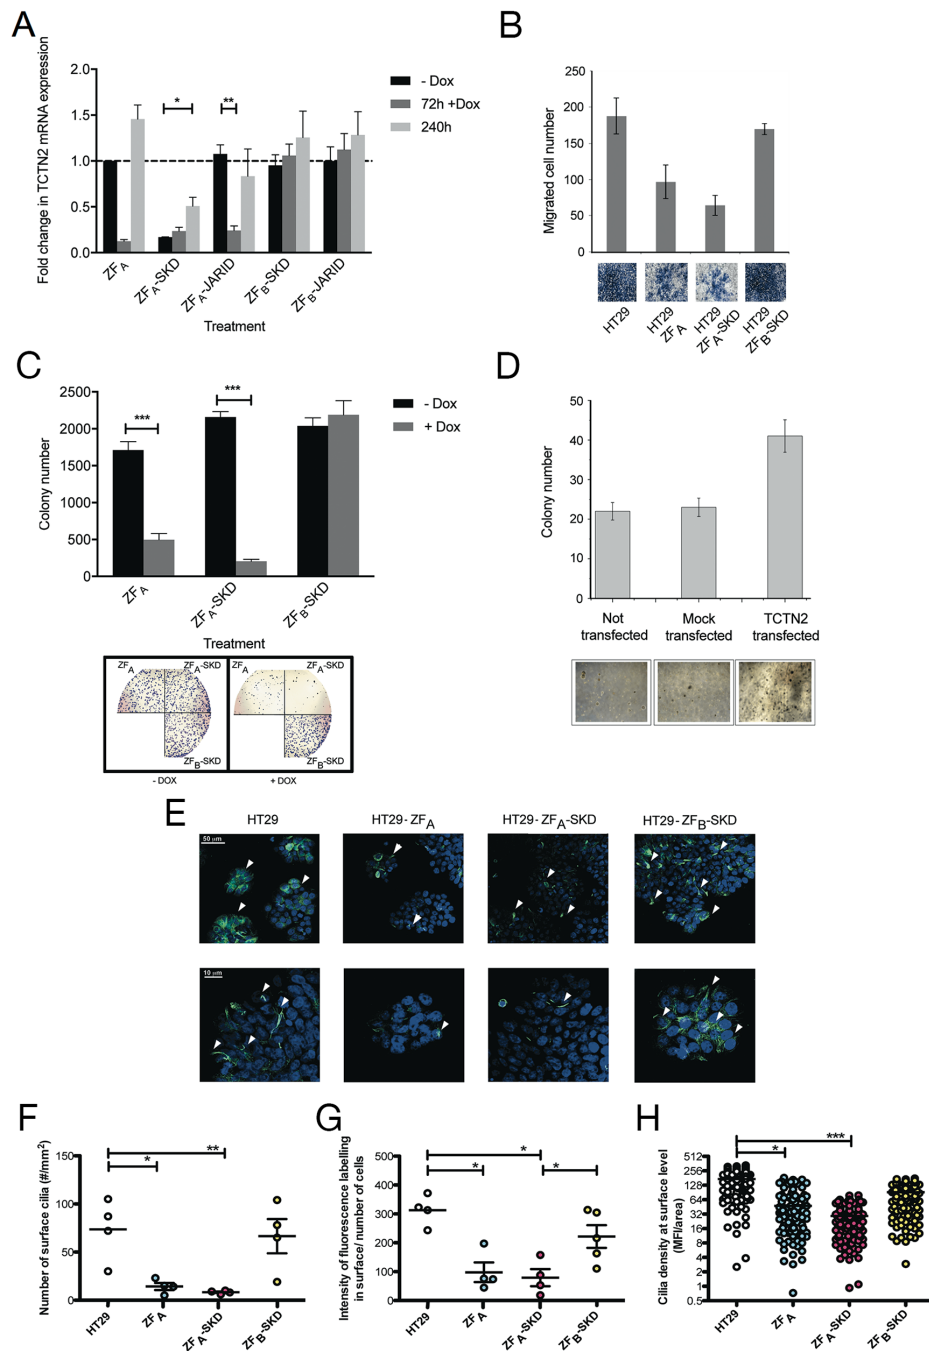 A
Fold change in TCTN2 mRNA expression
2.0
1.5
1.0
0.5
0.0
*
**
- Dox
72h +Dox
240h
ZFA
ZFA-SKD
ZFA-JARID
ZFB-SKD
ZFB-JARID
Treatment
B
Migrated cell number
250
200
150
100
50
0
HT29
HT29 ZFA
HT29 ZFA-SKD
HT29 ZFB-SKD
C
Colony number
2500
2000
1500
1000
500
0
***
***
- Dox
+ Dox
ZFA
ZFA-SKD
ZFB-SKD
Treatment
ZFA
ZFA-SKD
ZFB-SKD
- DOX
ZFA
ZFA-SKD
ZFB-SKD
+ DOX
D
Colony number
50
40
30
20
10
0
Not transfected
Mock transfected
TCTN2 transfected
E
HT29
HT29-ZFA
HT29-ZFA-SKD
HT29-ZFB-SKD
50 µm
10 µm
F
Number of surface cilia (#/mm²)
150
100
50
0
*
**
HT29
ZFA
ZFA-SKD
ZFB-SKD
G
Intensity of fluorescence labelling
in surface/ number of cells
500
400
300
200
100
0
*
*
*
HT29
ZFA
ZFA-SKD
ZFB-SKD
H
Cilia density at surface level
(MFI/area)
512
256
128
64
32
16
8
4
2
1
0.5
***
*
HT29
ZFA
ZFA-SKD
ZFB-SKD